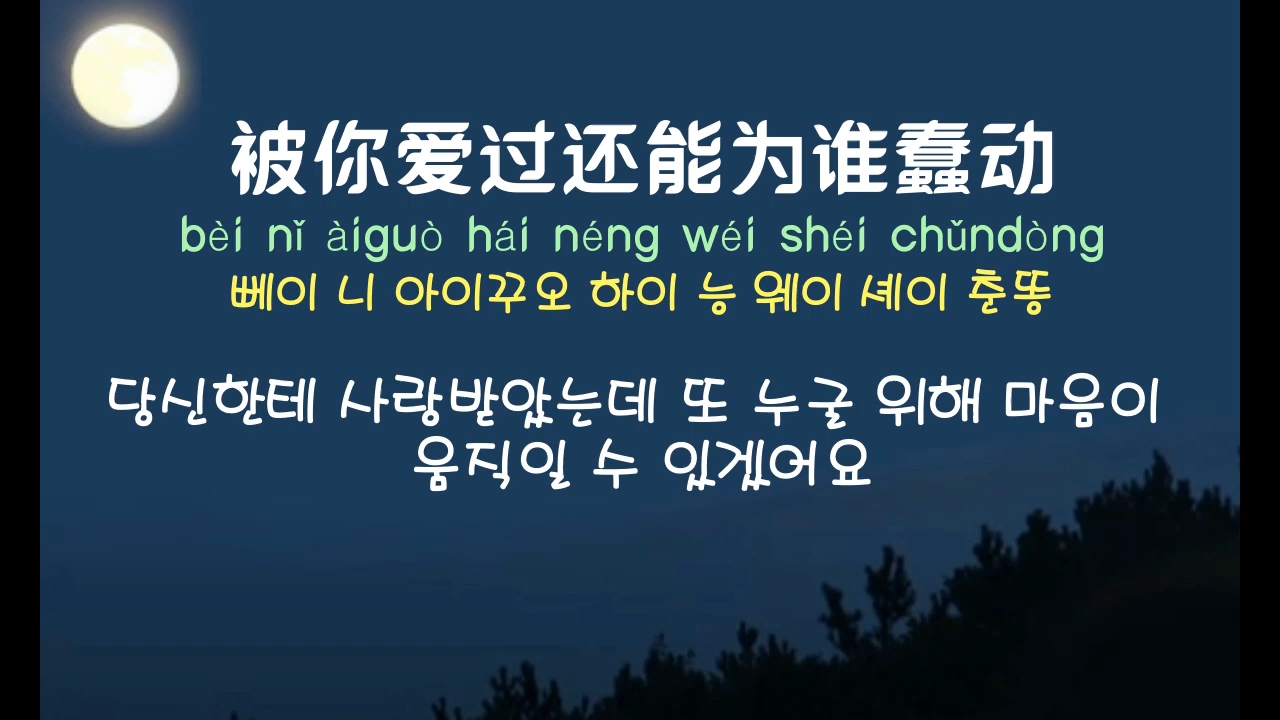 被你爱过还能为谁蠢动
bèi nǐ àiguò hái néng wéi shéi chǔndòng
뻬이 니 아이꾸오 하이 능 웨이 셰이 춘똥
당신한테 사랑받았는데 또 누굴 위해 마음이
움직일 수 있겠어요